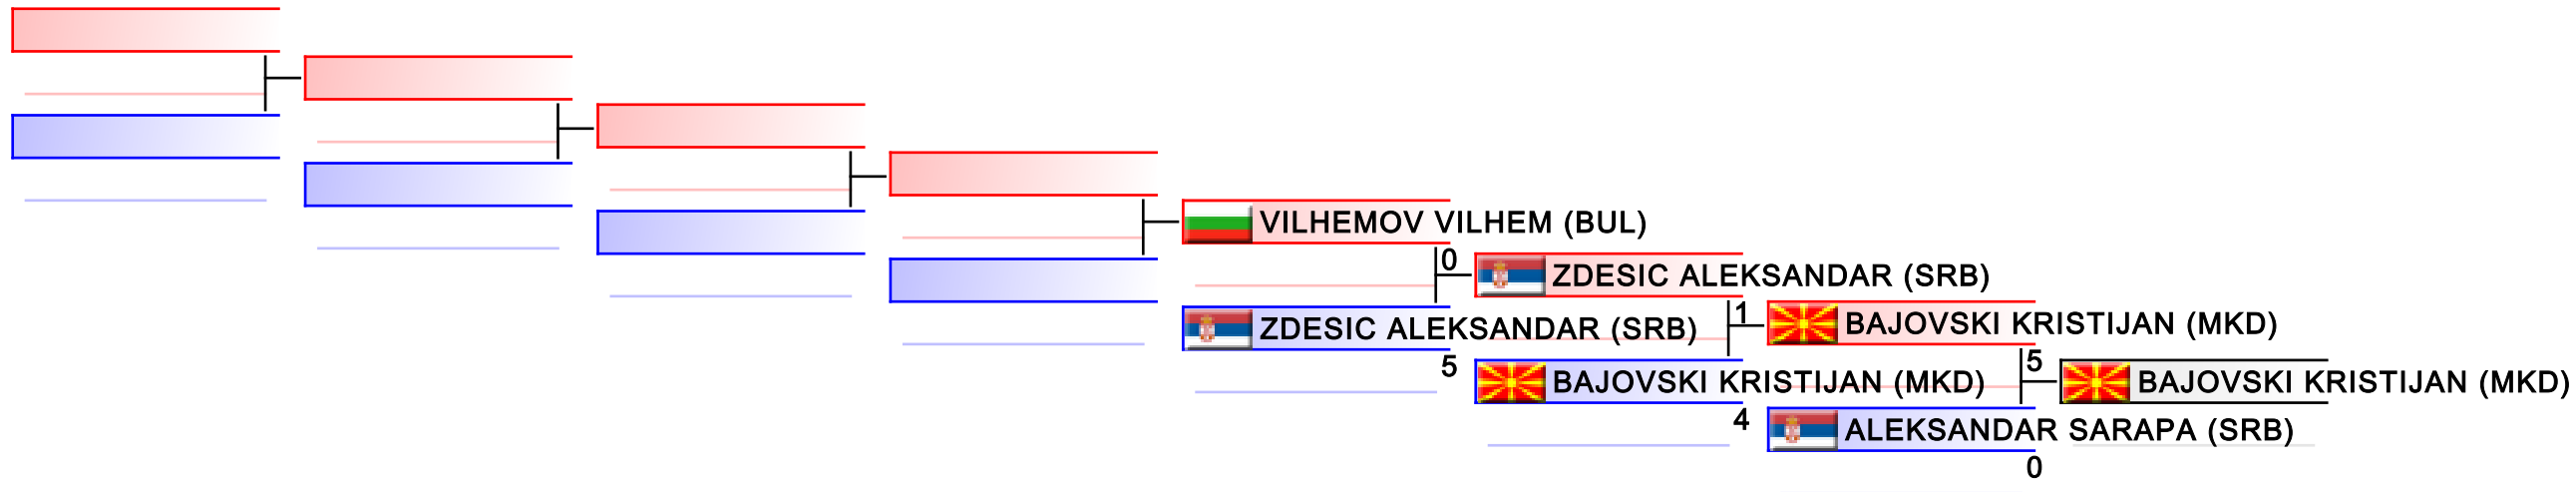 VILHEMOV VILHEM (BUL)
0
ZDESIC ALEKSANDAR (SRB)
ZDESIC ALEKSANDAR (SRB)
5
1
BAJOVSKI KRISTIJAN (MKD)
BAJOVSKI KRISTIJAN (MKD)
4
5
BAJOVSKI KRISTIJAN (MKD)
ALEKSANDAR SARAPA (SRB)
0